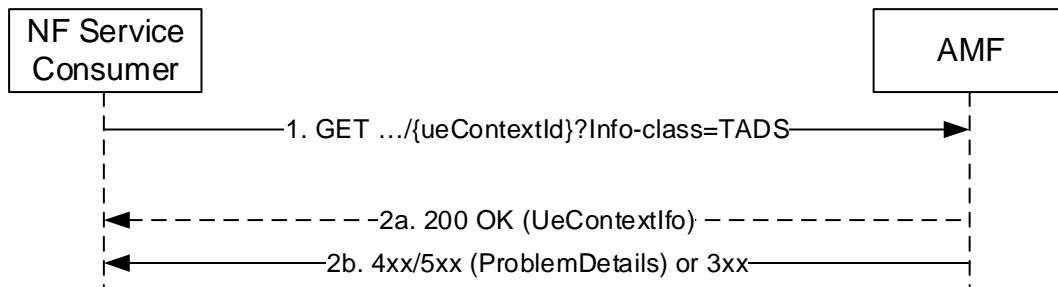 NF Service
Consumer
AMF
1. GET …/{ueContextId}?Info-class=TADS
2a. 200 OK (UeContextIfo)
2b. 4xx/5xx (ProblemDetails) or 3xx